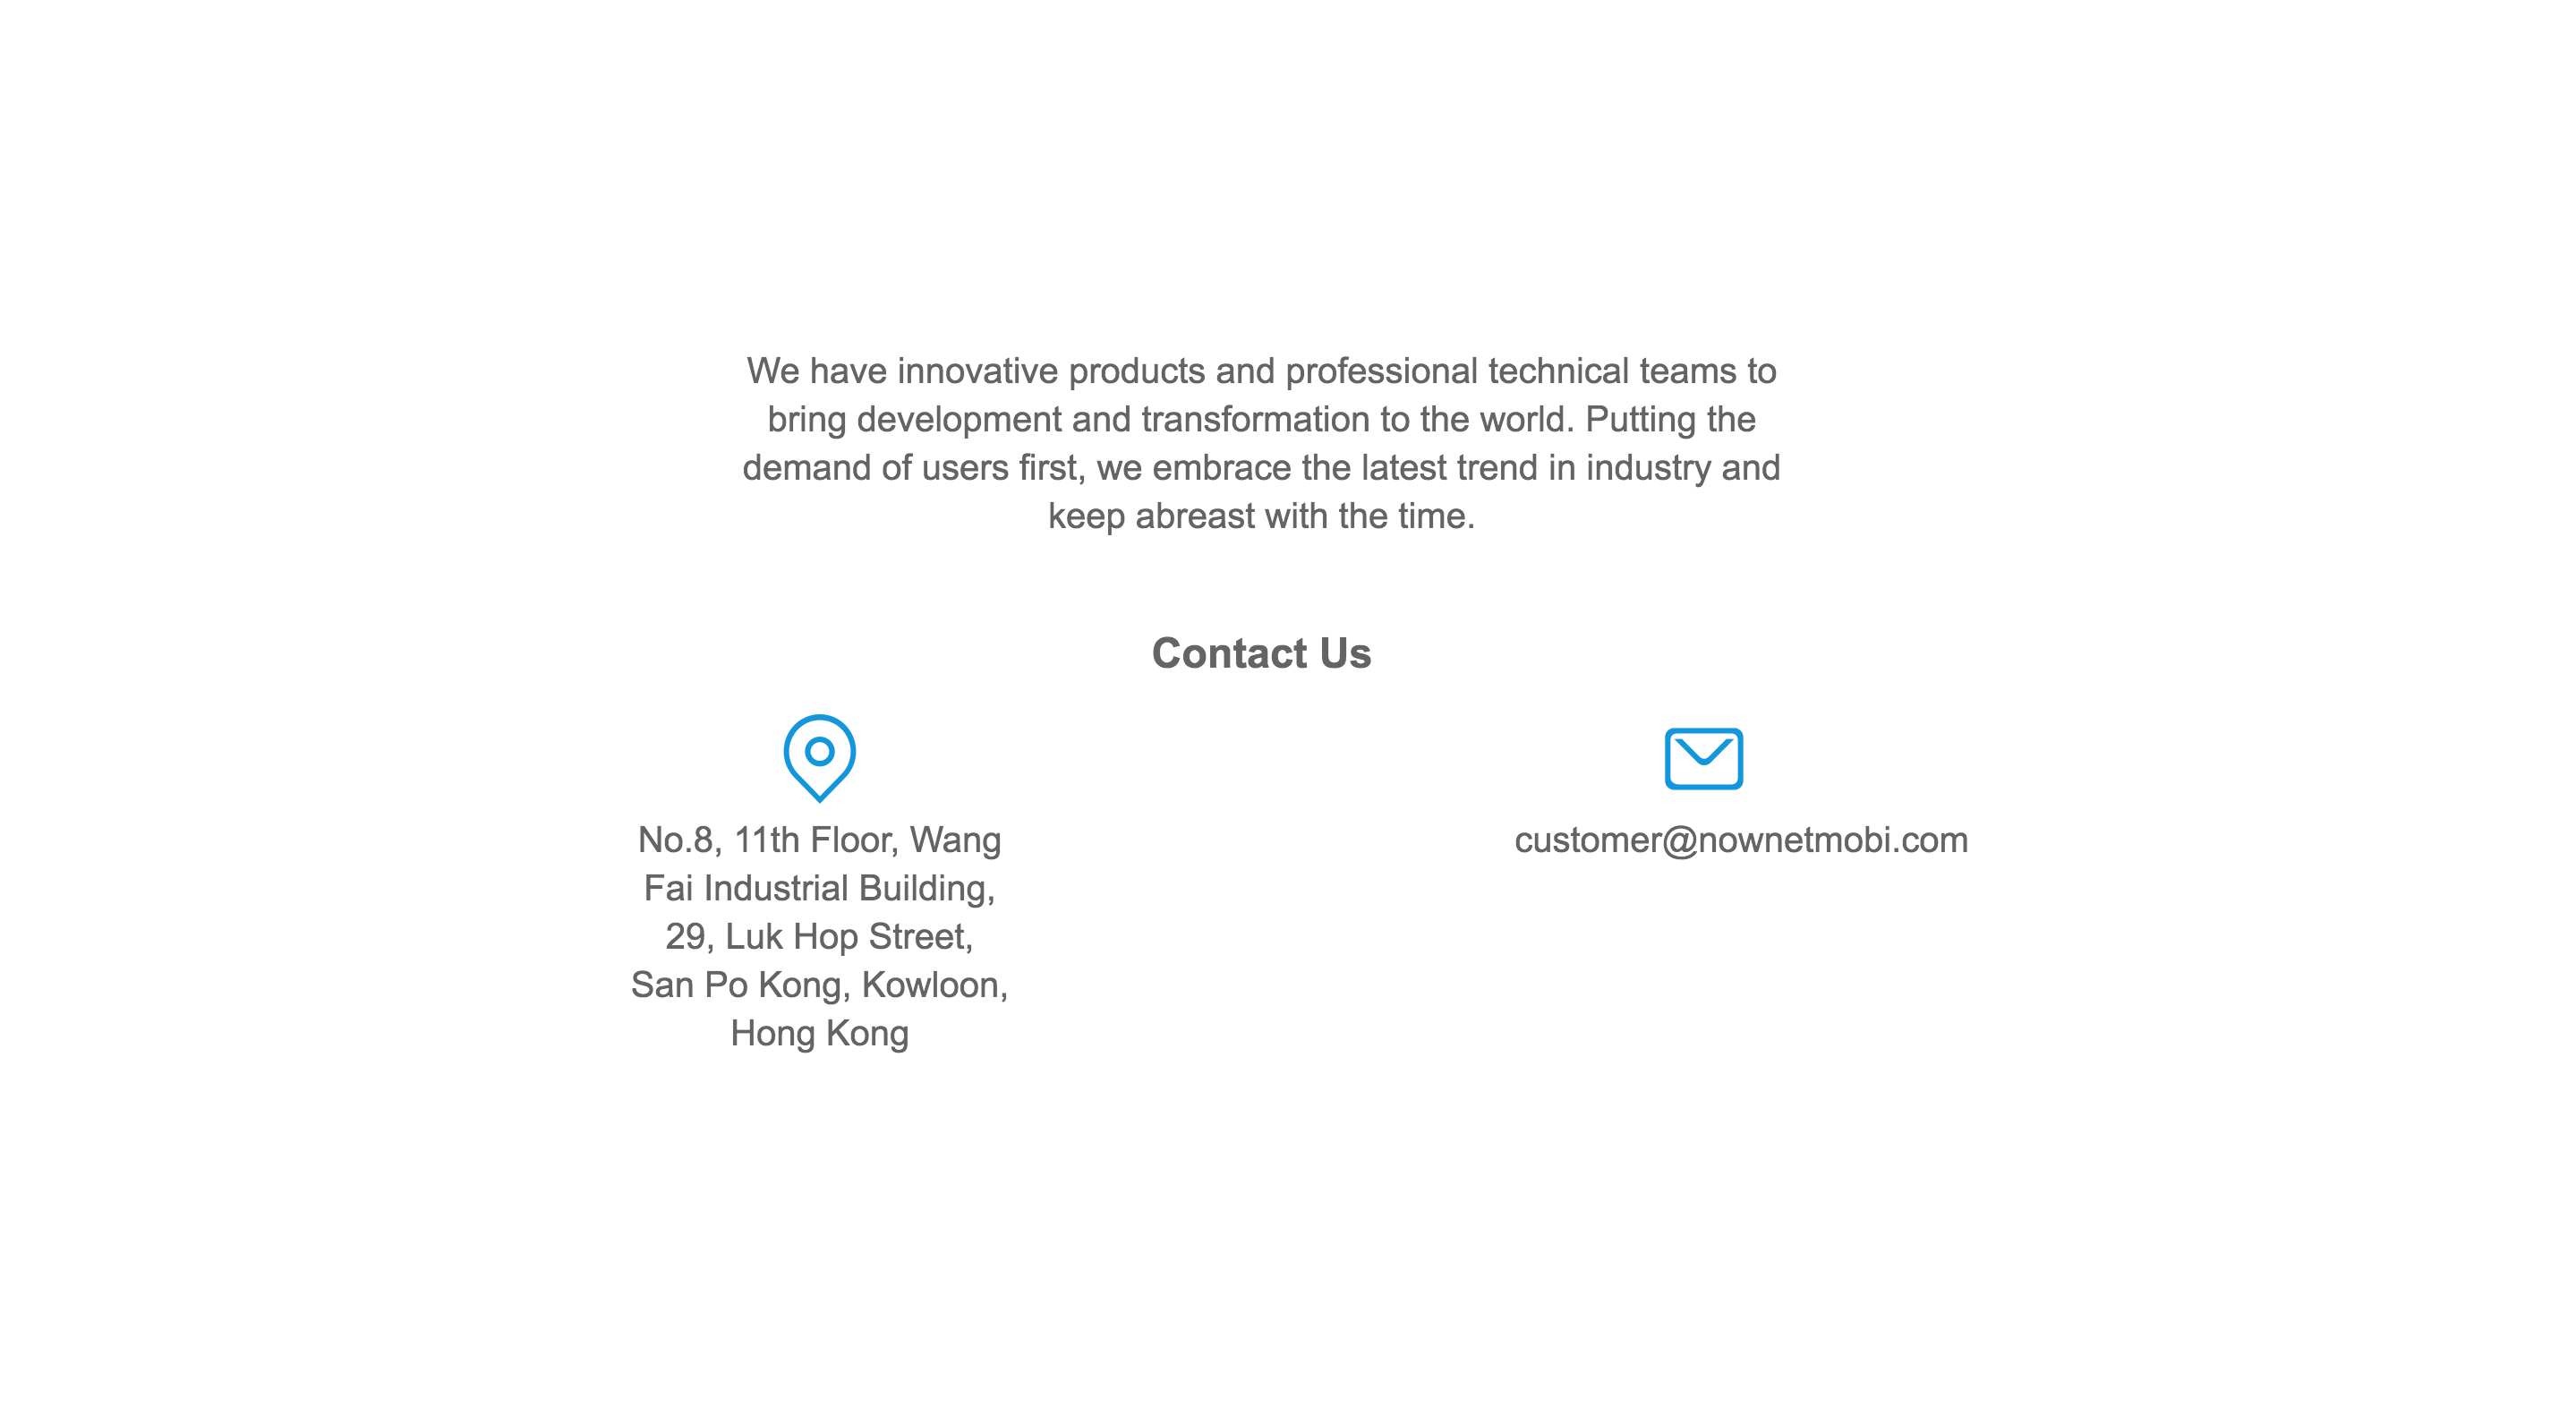 We have innovative products and professional technical teams to
bring development and transformation to the world. Putting the
demand of users first, we embrace the latest trend in industry and
keep abreast with the time.
Contact Us
No.8, 11th Floor, Wang
Fai Industrial Building,
29, Luk Hop Street,
San Po Kong, Kowloon,
Hong Kong
customer@nownetmobi.com